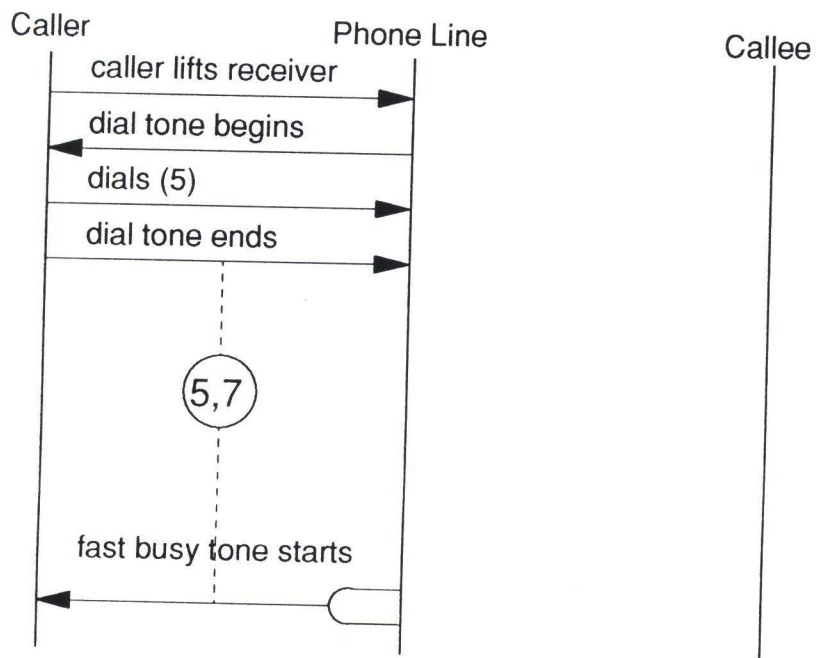 Caller
Phone Line
Callee
caller lifts receiver
dial tone begins
dials (5)
dial tone ends
5,7
fast busy tone starts